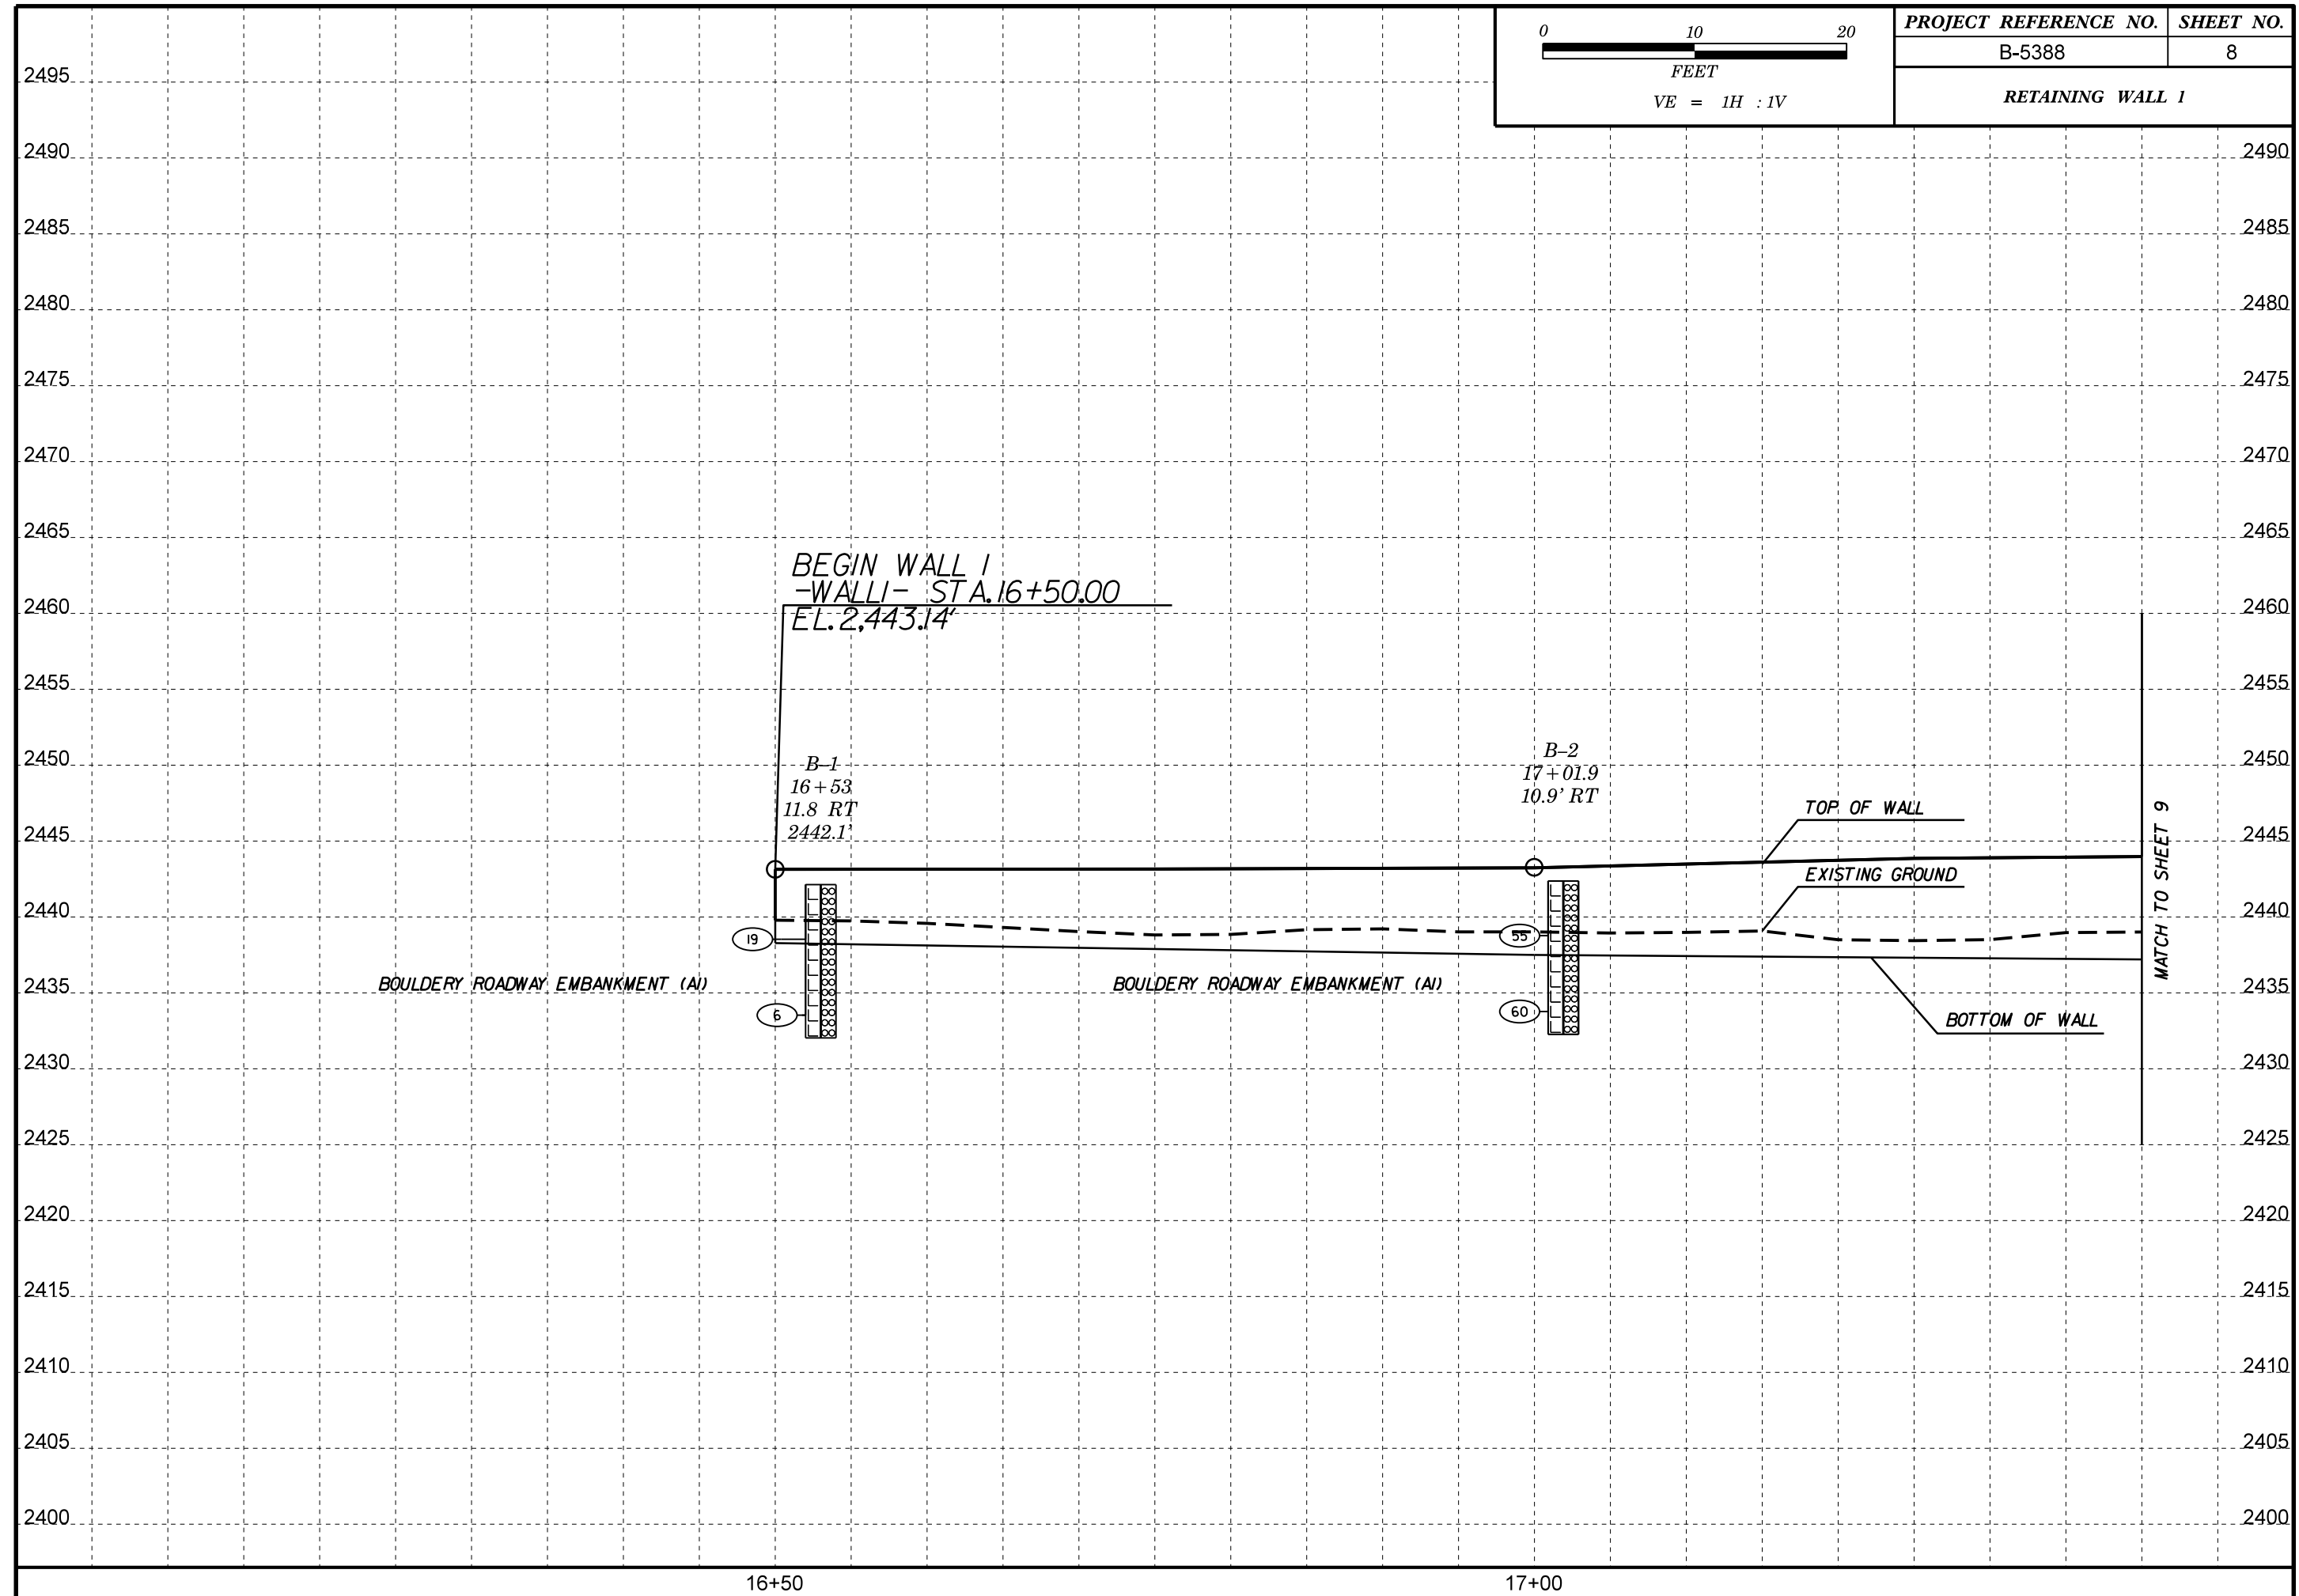 0 10 20
FEET
VE = 1H : 1V
PROJECT REFERENCE NO. SHEET NO.
B-5388 8
RETAINING WALL 1
2495
2490 2490
2485 2485
2480 2480
2475 2475
2470 2470
2465 2465
BEGIN WALL 1
-WALL1- STA.16+50.00
EL.2,443.14'
2460 2460
2455 2455
2450 2450
B-1
16+53
11.8 RT
2442.1'
B-2
17+01.9
10.9' RT
TOP OF WALL
2445 2445
EXISTING GROUND
MATCH TO SHEET 9
2440 2440
19 55
BOULDERY ROADWAY EMBANKMENT (A1) BOULDERY ROADWAY EMBANKMENT (A1)
2435 2435
6 60
BOTTOM OF WALL
2430 2430
2425 2425
2420 2420
2415 2415
2410 2410
2405 2405
2400 2400
16+50 17+00